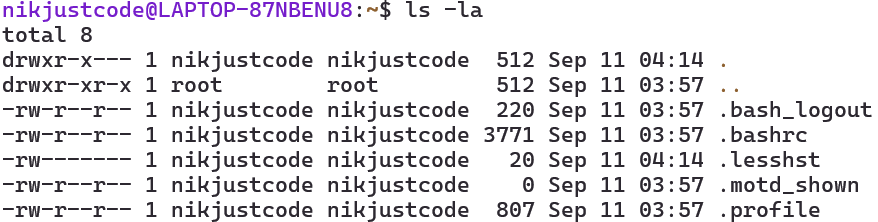 nikjustcode@LAPTOP-87NBENU8:~$ ls -la
total 8
drwxr-x--- 1 nikjustcode nikjustcode  512 Sep 11 04:14 .
drwxr-xr-x 1 root        root         512 Sep 11 03:57 ..
-rw-r--r-- 1 nikjustcode nikjustcode  220 Sep 11 03:57 .bash_logout
-rw-r--r-- 1 nikjustcode nikjustcode 3771 Sep 11 03:57 .bashrc
-rw------- 1 nikjustcode nikjustcode   20 Sep 11 04:14 .lesshst
-rw-r--r-- 1 nikjustcode nikjustcode    0 Sep 11 03:57 .motd_shown
-rw-r--r-- 1 nikjustcode nikjustcode  807 Sep 11 03:57 .profile